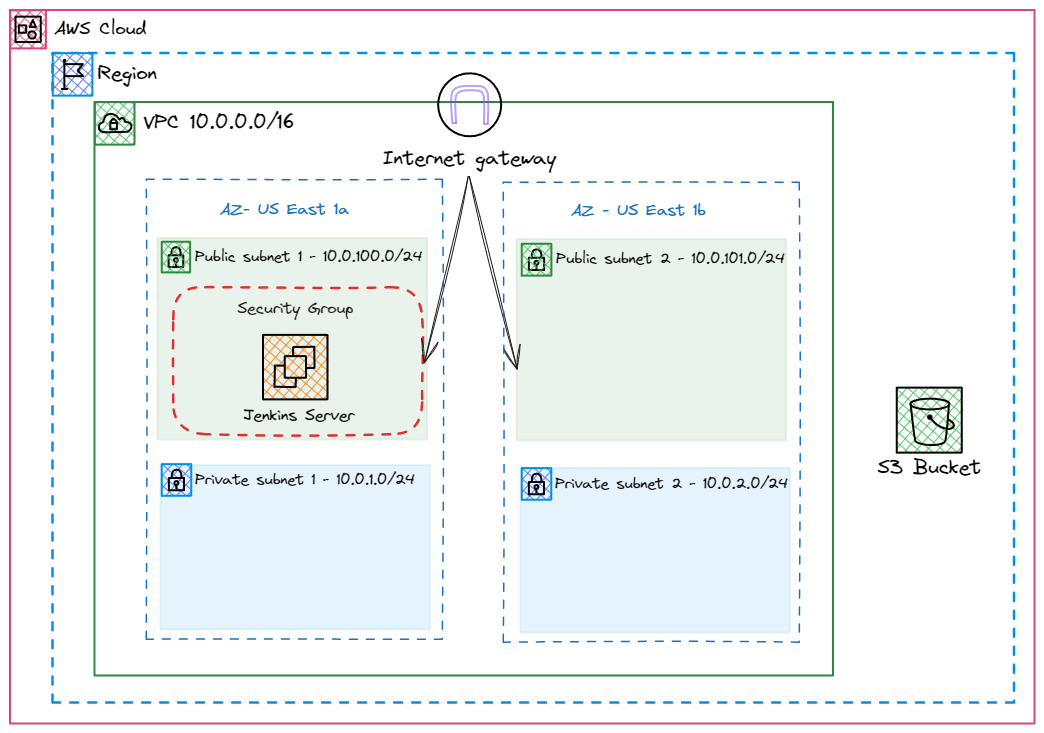 AWS Cloud
Region
VPC 10.0.0.0/16
Internet gateway
AZ- US East 1a
AZ - US East 1b
Public subnet 1 - 10.0.100.0/24
Public subnet 2 - 10.0.101.0/24
Security Group
Jenkins Server
S3 Bucket
Private subnet 1 - 10.0.1.0/24
Private subnet 2 - 10.0.2.0/24